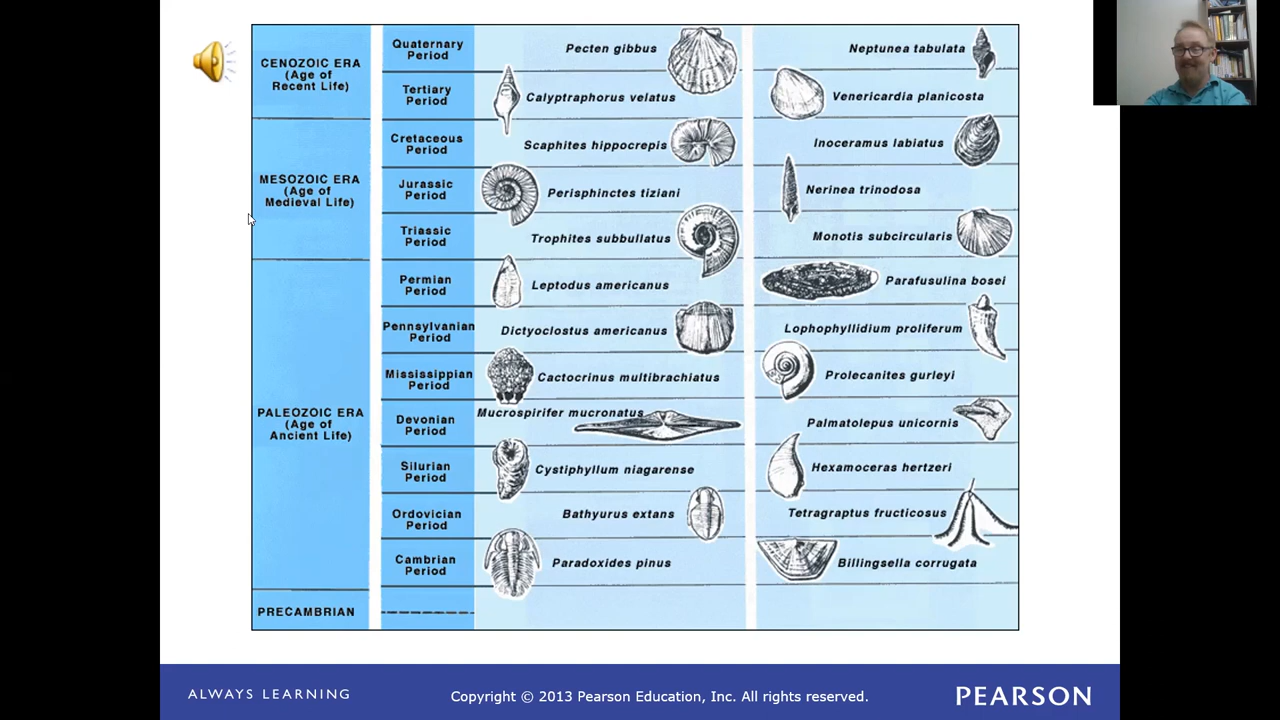 CENOZOIC ERA
(Age of
Recent Life)
Quaternary
Period
Pecten gibbus
Neptunea tabulata
Tertiary
Period
Calyptraphorus velatus
Venericardia planicosta
MESOZOIC ERA
(Age of
Medieval Life)
Cretaceous
Period
Scaphites hippocrepis
Inoceramus labiatus
Jurassic
Period
Perisphinctes tiziani
Nerinea trinodosa
Triassic
Period
Trophites subbullatus
Monotis subcircularis
PALEOZOIC ERA
(Age of
Ancient Life)
Permian
Period
Leptodus americanus
Parafusulina bosei
Pennsylvanian
Period
Dictyoclostus americanus
Lophophyllidium proliferum
Mississippian
Period
Cactocrinus multibrachiatus
Prolecanites gurleyi
Devonian
Period
Mucrospirifer mucronatus
Palmatolepus unicornis
Silurian
Period
Cystiphyllum niagarense
Hexamoceras hertzeri
Ordovician
Period
Bathyurus extans
Tetragraptus fructicosus
Cambrian
Period
Paradoxides pinus
Billingsella corrugata
PRECAMBRIAN
ALWAYS LEARNING
Copyright © 2013 Pearson Education, Inc. All rights reserved.
PEARSON